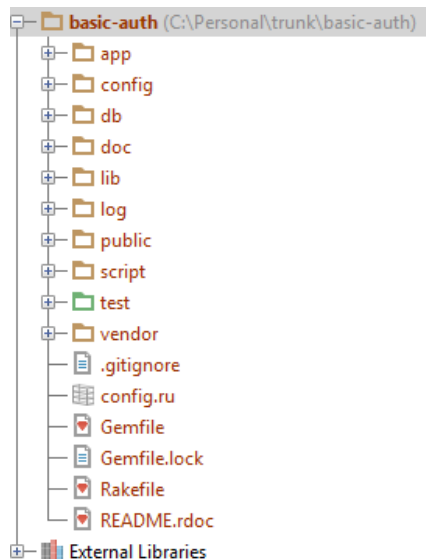 basic-auth (C:\Personal\trunk\basic-auth)
app
config
db
doc
lib
log
public
script
test
vendor
.gitignore
config.ru
Gemfile
Gemfile.lock
Rakefile
README.rdoc
External Libraries